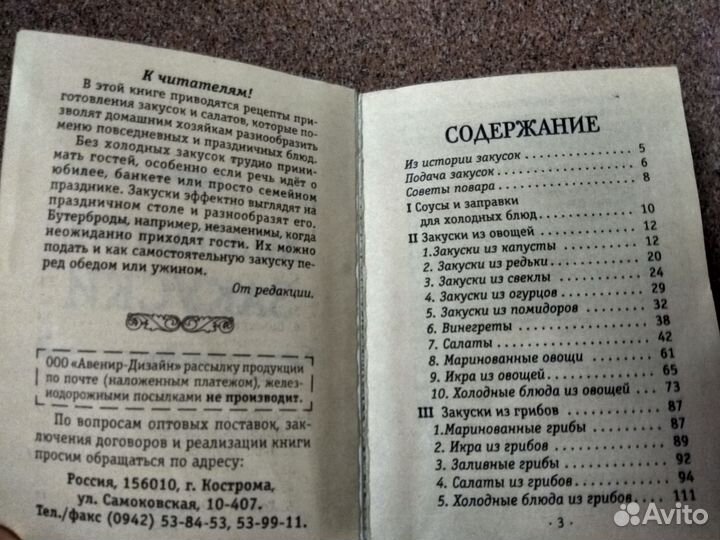 К читателям!
В этой книге приводятся рецепты при-
готовления закусок и салатов, которые по-
зволят домашним хозяйкам разнообразить
меню повседневных и праздничных блюд.
Без холодных закусок трудно прини-
мать гостей, особенно если речь идёт о
юбилее, банкете или просто семейном
празднике. Закуски эффектно выглядят на
праздничном столе и разнообразят его.
Бутерброды, например, незаменимы, когда
неожиданно приходят гости. Их можно
подать и как самостоятельную закуску пе-
ред обедом или ужином.
От редакции.
ООО «Авенир-Дизайн» рассылку продукции
по почте (наложенным платежом), желез-
нодорожными посылками не производит.
По вопросам оптовых поставок, зак-
лючения договоров и реализации книги
просим обращаться по адресу:
Россия, 156010, г. Кострома,
ул. Самоковская, 10-407.
Тел./факс (0942) 53-84-53, 53-99-11.
СОДЕРЖАНИЕ
Из истории закусок . . . . . . . . . . . . . . 5
Подача закусок . . . . . . . . . . . . . . . . . 6
Советы повара . . . . . . . . . . . . . . . . . 8
I Соусы и заправки
для холодных блюд . . . . . . . . . . . . . 10
II Закуски из овощей . . . . . . . . . . . . . 12
1.Закуски из капусты . . . . . . . . . . . 12
2. Закуски из редьки . . . . . . . . . . . 20
3. Закуски из свеклы . . . . . . . . . . . 24
4. Закуски из огурцов . . . . . . . . . . . 29
5. Закуски из помидоров . . . . . . . . . 32
6. Винегреты . . . . . . . . . . . . . . . . . 38
7. Салаты . . . . . . . . . . . . . . . . . . . . 42
8. Маринованные овощи . . . . . . . . . 61
9. Икра из овощей . . . . . . . . . . . . . . 65
10. Холодные блюда из овощей . . . . 73
III Закуски из грибов . . . . . . . . . . . . . 87
1.Маринованные грибы . . . . . . . . . . 87
2. Икра из грибов . . . . . . . . . . . . . . 89
3. Заливные грибы . . . . . . . . . . . . . 92
4. Салаты из грибов . . . . . . . . . . . . 94
5. Холодные блюда из грибов . . . . . 111
· 3 ·
Avito